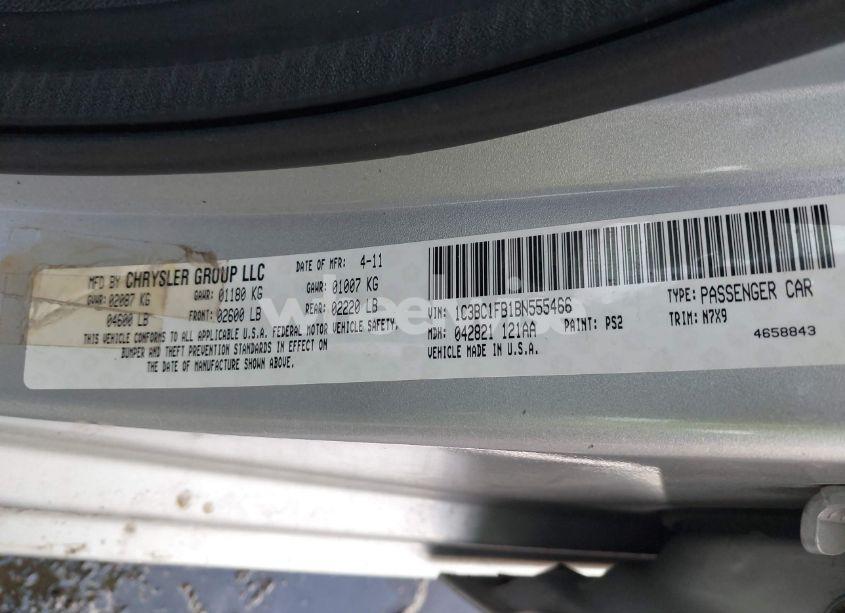 MFD BY CHRYSLER GROUP LLC
DATE OF MFR: 4-11
GVWR: 02087 KG
GAWR: 01180 KG
GAWR: 01007 KG
04600 LB
FRONT: 02600 LB
REAR: 02220 LB
THIS VEHICLE CONFORMS TO ALL APPLICABLE U.S.A. FEDERAL MOTOR VEHICLE SAFETY,
BUMPER AND THEFT PREVENTION STANDARDS IN EFFECT ON
THE DATE OF MANUFACTURE SHOWN ABOVE.
VIN: 1C3BC1FB1BN555466
TYPE: PASSENGER CAR
MDH: 042821 121AA
PAINT: PS2
TRIM: N7X9
VEHICLE MADE IN U.S.A.
4658843